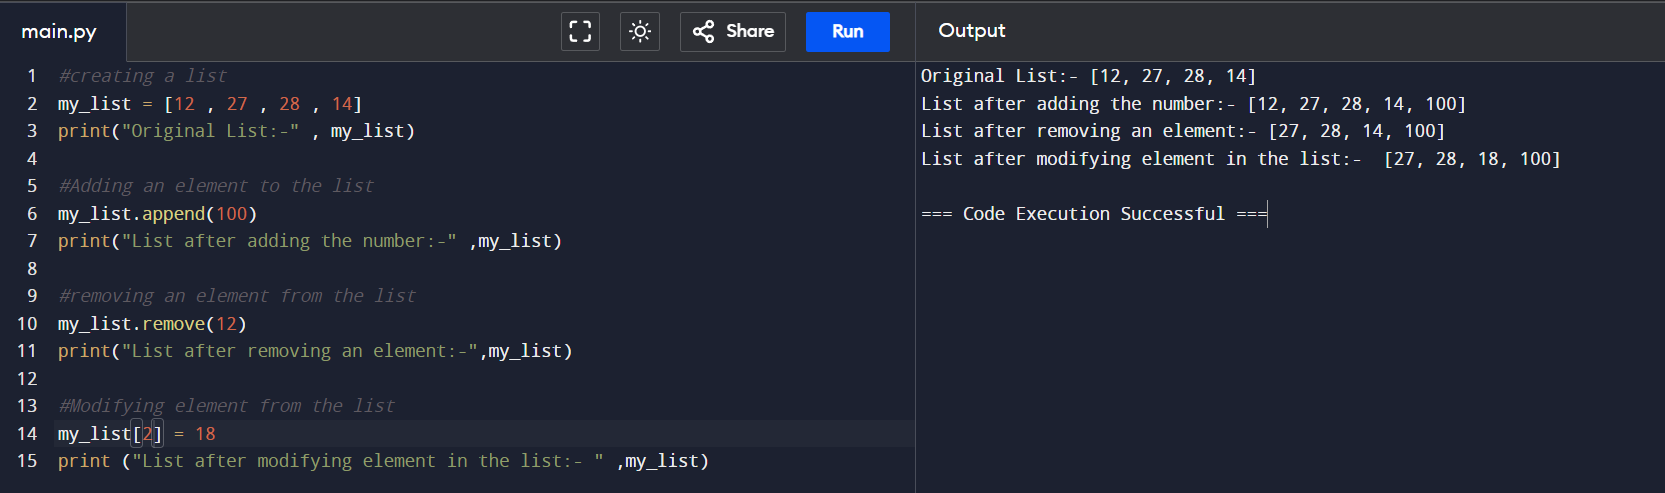 main.py
Share
Run
Output
1 #creating a list
2 my_list = [12 , 27 , 28 , 14]
3 print("Original List:-" , my_list)
4
5 #Adding an element to the list
6 my_list.append(100)
7 print("List after adding the number:-" ,my_list)
8
9 #removing an element from the list
10 my_list.remove(12)
11 print("List after removing an element:-",my_list)
12
13 #Modifying element from the list
14 my_list[2] = 18
15 print ("List after modifying element in the list:- " ,my_list)
Original List:- [12, 27, 28, 14]
List after adding the number:- [12, 27, 28, 14, 100]
List after removing an element:- [27, 28, 14, 100]
List after modifying element in the list:-  [27, 28, 18, 100]
=== Code Execution Successful ===